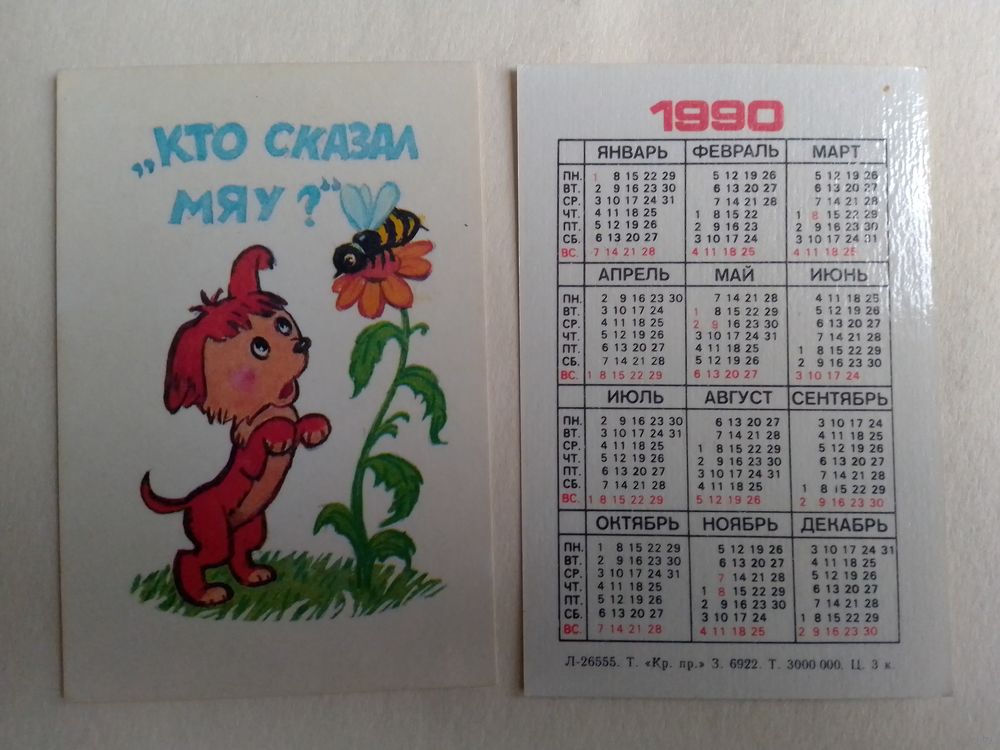 „КТО СКАЗАЛ
МЯУ?“
1990
ЯНВАРЬ ФЕВРАЛЬ МАРТ
ПН. 1 8 15 22 29 5 12 19 26 5 12 19 26
ВТ. 2 9 16 23 30 6 13 20 27 6 13 20 27
СР. 3 10 17 24 31 7 14 21 28 7 14 21 28
ЧТ. 4 11 18 25 1 8 15 22 1 8 15 22 29
ПТ. 5 12 19 26 2 9 16 23 2 9 16 23 30
СБ. 6 13 20 27 3 10 17 24 3 10 17 24 31
ВС. 7 14 21 28 4 11 18 25 4 11 18 25
АПРЕЛЬ МАЙ ИЮНЬ
ПН. 2 9 16 23 30 7 14 21 28 4 11 18 25
ВТ. 3 10 17 24 1 8 15 22 29 5 12 19 26
СР. 4 11 18 25 2 9 16 23 30 6 13 20 27
ЧТ. 5 12 19 26 3 10 17 24 31 7 14 21 28
ПТ. 6 13 20 27 4 11 18 25 1 8 15 22 29
СБ. 7 14 21 28 5 12 19 26 2 9 16 23 30
ВС. 1 8 15 22 29 6 13 20 27 3 10 17 24
ИЮЛЬ АВГУСТ СЕНТЯБРЬ
ПН. 2 9 16 23 30 6 13 20 27 3 10 17 24
ВТ. 3 10 17 24 31 7 14 21 28 4 11 18 25
СР. 4 11 18 25 1 8 15 22 29 5 12 19 26
ЧТ. 5 12 19 26 2 9 16 23 30 6 13 20 27
ПТ. 6 13 20 27 3 10 17 24 31 7 14 21 28
СБ. 7 14 21 28 4 11 18 25 1 8 15 22 29
ВС. 1 8 15 22 29 5 12 19 26 2 9 16 23 30
ОКТЯБРЬ НОЯБРЬ ДЕКАБРЬ
ПН. 1 8 15 22 29 5 12 19 26 3 10 17 24 31
ВТ. 2 9 16 23 30 6 13 20 27 4 11 18 25
СР. 3 10 17 24 31 7 14 21 28 5 12 19 26
ЧТ. 4 11 18 25 1 8 15 22 29 6 13 20 27
ПТ. 5 12 19 26 2 9 16 23 30 7 14 21 28
СБ. 6 13 20 27 3 10 17 24 1 8 15 22 29
ВС. 7 14 21 28 4 11 18 25 2 9 16 23 30
Л-26555. Т. «Кр. пр.» З. 6922. Т. 3000 000. Ц. 3 к.